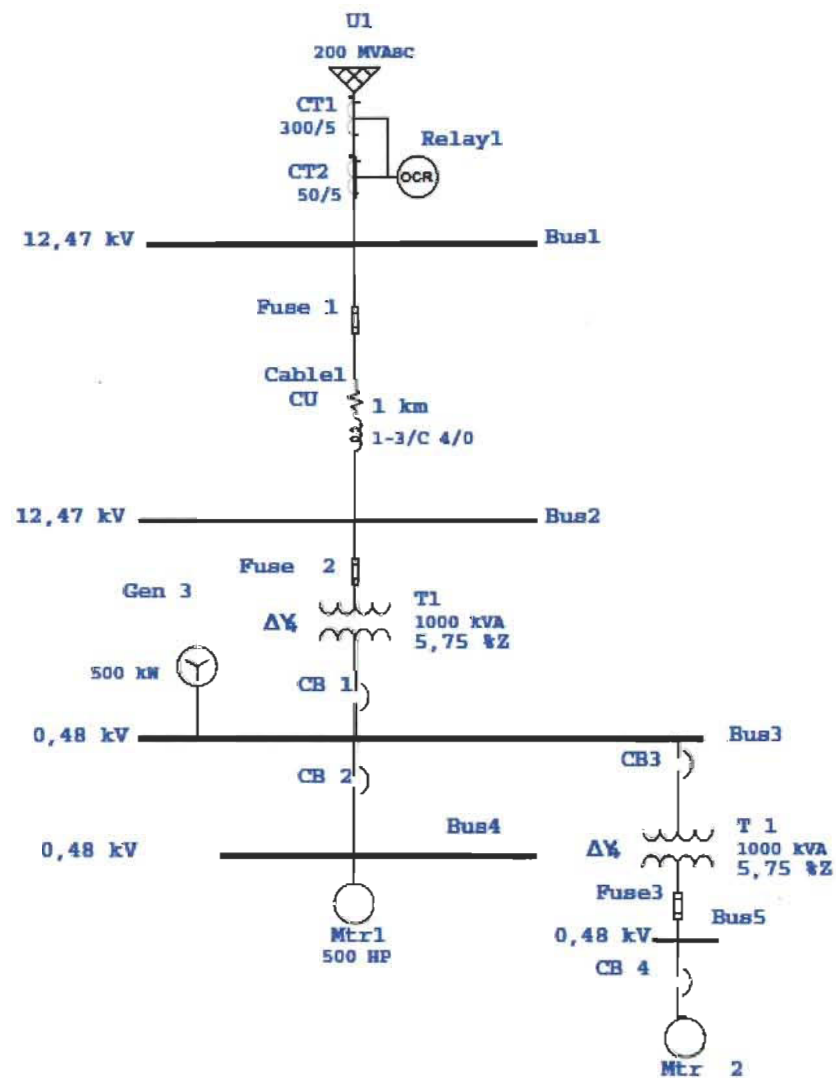 U1
200 MVAsc
CT1
300/5
Relay1
CT2
OCR
50/5
12,47 kV
Bus1
Fuse 1
Cable1
CU
1 km
1-3/C 4/0
12,47 kV
Bus2
Fuse 2
Gen 3
T1
ΔY
1000 kVA
5,75 %Z
500 kW
CB 1
0,48 kV
Bus3
CB 2
CB3
Bus4
0,48 kV
T 1
ΔY
1000 kVA
5,75 %Z
Fuse3
Bus5
Mtr1
0,48 kV
500 HP
CB 4
Mtr 2